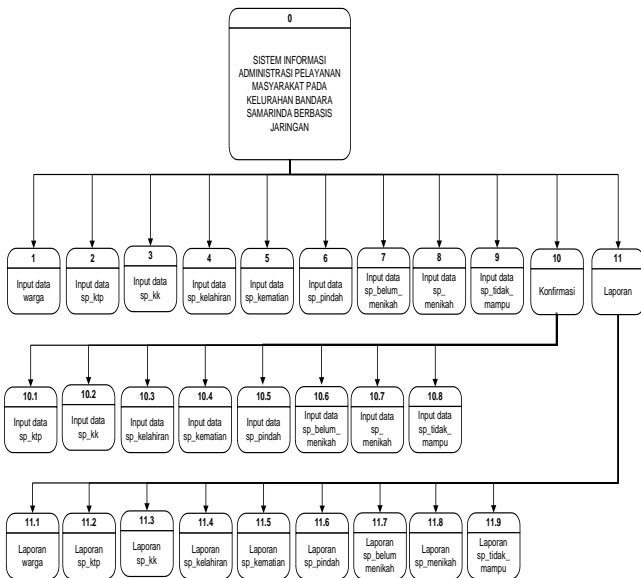 0
SISTEM INFORMASI
ADMINISTRASI PELAYANAN
MASYARAKAT PADA
KELURAHAN BANDARA
SAMARINDA BERBASIS
JARINGAN
1
Input data
warga
2
Input data
sp_ktp
3
Input data
sp_kk
4
Input data
sp_kelahiran
5
Input data
sp_kematian
6
Input data
sp_pindah
7
Input data
sp_belum_
menikah
8
Input data
sp_
menikah
9
Input data
sp_tidak_
mampu
10
Konfirmasi
11
Laporan
10.1
Input data
sp_ktp
10.2
Input data
sp_kk
10.3
Input data
sp_kelahiran
10.4
Input data
sp_kematian
10.5
Input data
sp_pindah
10.6
Input data
sp_belum_
menikah
10.7
Input data
sp_
menikah
10.8
Input data
sp_tidak_
mampu
11.1
Laporan
warga
11.2
Laporan
sp_ktp
11.3
Laporan
sp_kk
11.4
Laporan
sp_kelahiran
11.5
Laporan
sp_kematian
11.6
Laporan
sp_pindah
11.7
Laporan
sp_belum
menikah
11.8
Laporan
sp_menikah
11.9
Laporan
sp_tidak_
mampu